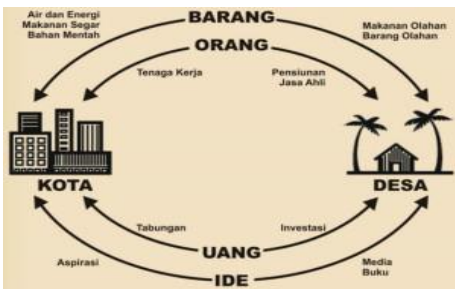 Air dan Energi
Makanan Segar
Bahan Mentah
BARANG
Makanan Olahan
Barang Olahan
ORANG
Tenaga Kerja
Pensiunan
Jasa Ahli
KOTA
DESA
Tabungan
Investasi
UANG
Aspirasi
Media
Buku
IDE